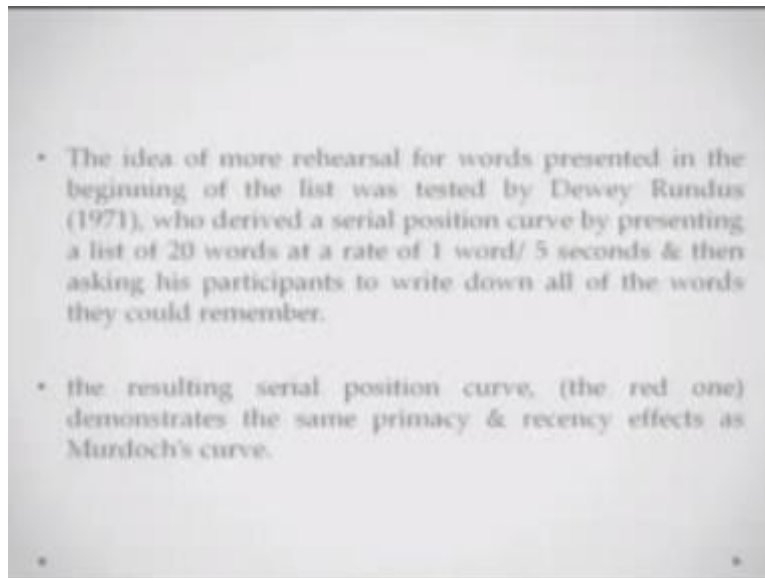 • The idea of more rehearsal for words presented in the
beginning of the list was tested by Dewey Rundus
(1971), who derived a serial position curve by presenting
a list of 20 words at a rate of 1 word/ 5 seconds & then
asking his participants to write down all of the words
they could remember.
• the resulting serial position curve, (the red one)
demonstrates the same primacy & recency effects as
Murdoch's curve.